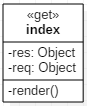 «get»
index
-res: Object
-req: Object
-render()